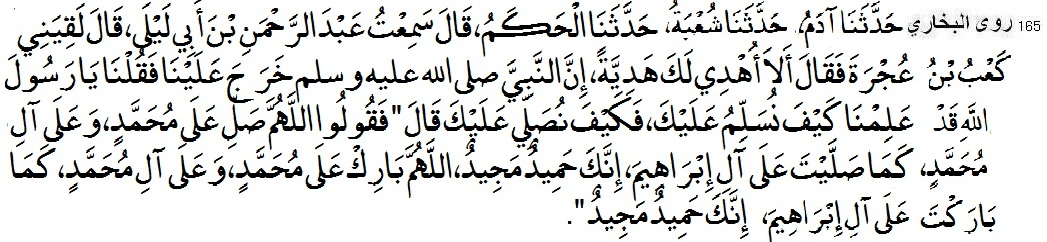 165 روى البخاري حَدَّثَنَا آدَمُ، حَدَّثَنَا شُعْبَةُ، حَدَّثَنَا الْحَكَمُ، قَالَ سَمِعْتُ عَبْدَ الرَّحْمَنِ بْنَ أَبِي لَيْلَى، قَالَ لَقِيَنِي
كَعْبُ بْنُ عُجْرَةَ فَقَالَ أَلاَ أُهْدِي لَكَ هَدِيَّةً، إِنَّ النَّبِيَّ صلى الله عليه وسلم خَرَجَ عَلَيْنَا فَقُلْنَا يَا رَسُولَ
اللَّهِ قَدْ عَلِمْنَا كَيْفَ نُسَلِّمُ عَلَيْكَ، فَكَيْفَ نُصَلِّي عَلَيْكَ قَالَ "فَقُولُوا اللَّهُمَّ صَلِّ عَلَى مُحَمَّدٍ، وَعَلَى آلِ
مُحَمَّدٍ، كَمَا صَلَّيْتَ عَلَى آلِ إِبْرَاهِيمَ، إِنَّكَ حَمِيدٌ مَجِيدٌ، اللَّهُمَّ بَارِكْ عَلَى مُحَمَّدٍ، وَعَلَى آلِ مُحَمَّدٍ، كَمَا
بَارَكْتَ عَلَى آلِ إِبْرَاهِيمَ، إِنَّكَ حَمِيدٌ مَجِيدٌ".